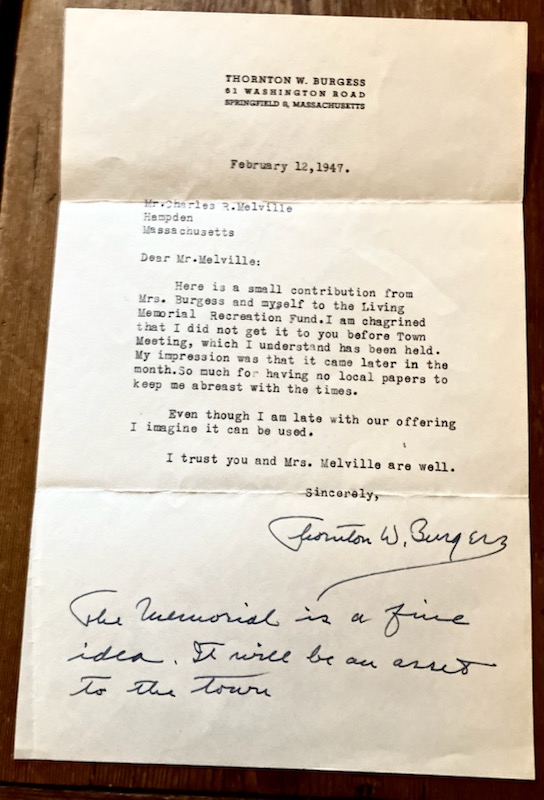 THORNTON W. BURGESS
61 WASHINGTON ROAD
SPRINGFIELD 8, MASSACHUSETTS
February 12,1947.
Mr.Charles R.Melville
Hampden
Massachusetts
Dear Mr.Melville:
Here is a small contribution from
Mrs. Burgess and myself to the Living
Memorial Recreation Fund.I am chagrined
that I did not get it to you before Town
Meeting, which I understand has been held.
My impression was that it came later in the
month.So much for having no local papers to
keep me abreast with the times.
Even though I am late with our offering
I imagine it can be used.
I trust you and Mrs. Melville are well.
Sincerely,
Thornton W. Burgess
The Memorial is a fine
idea. It will be an asset
to the town